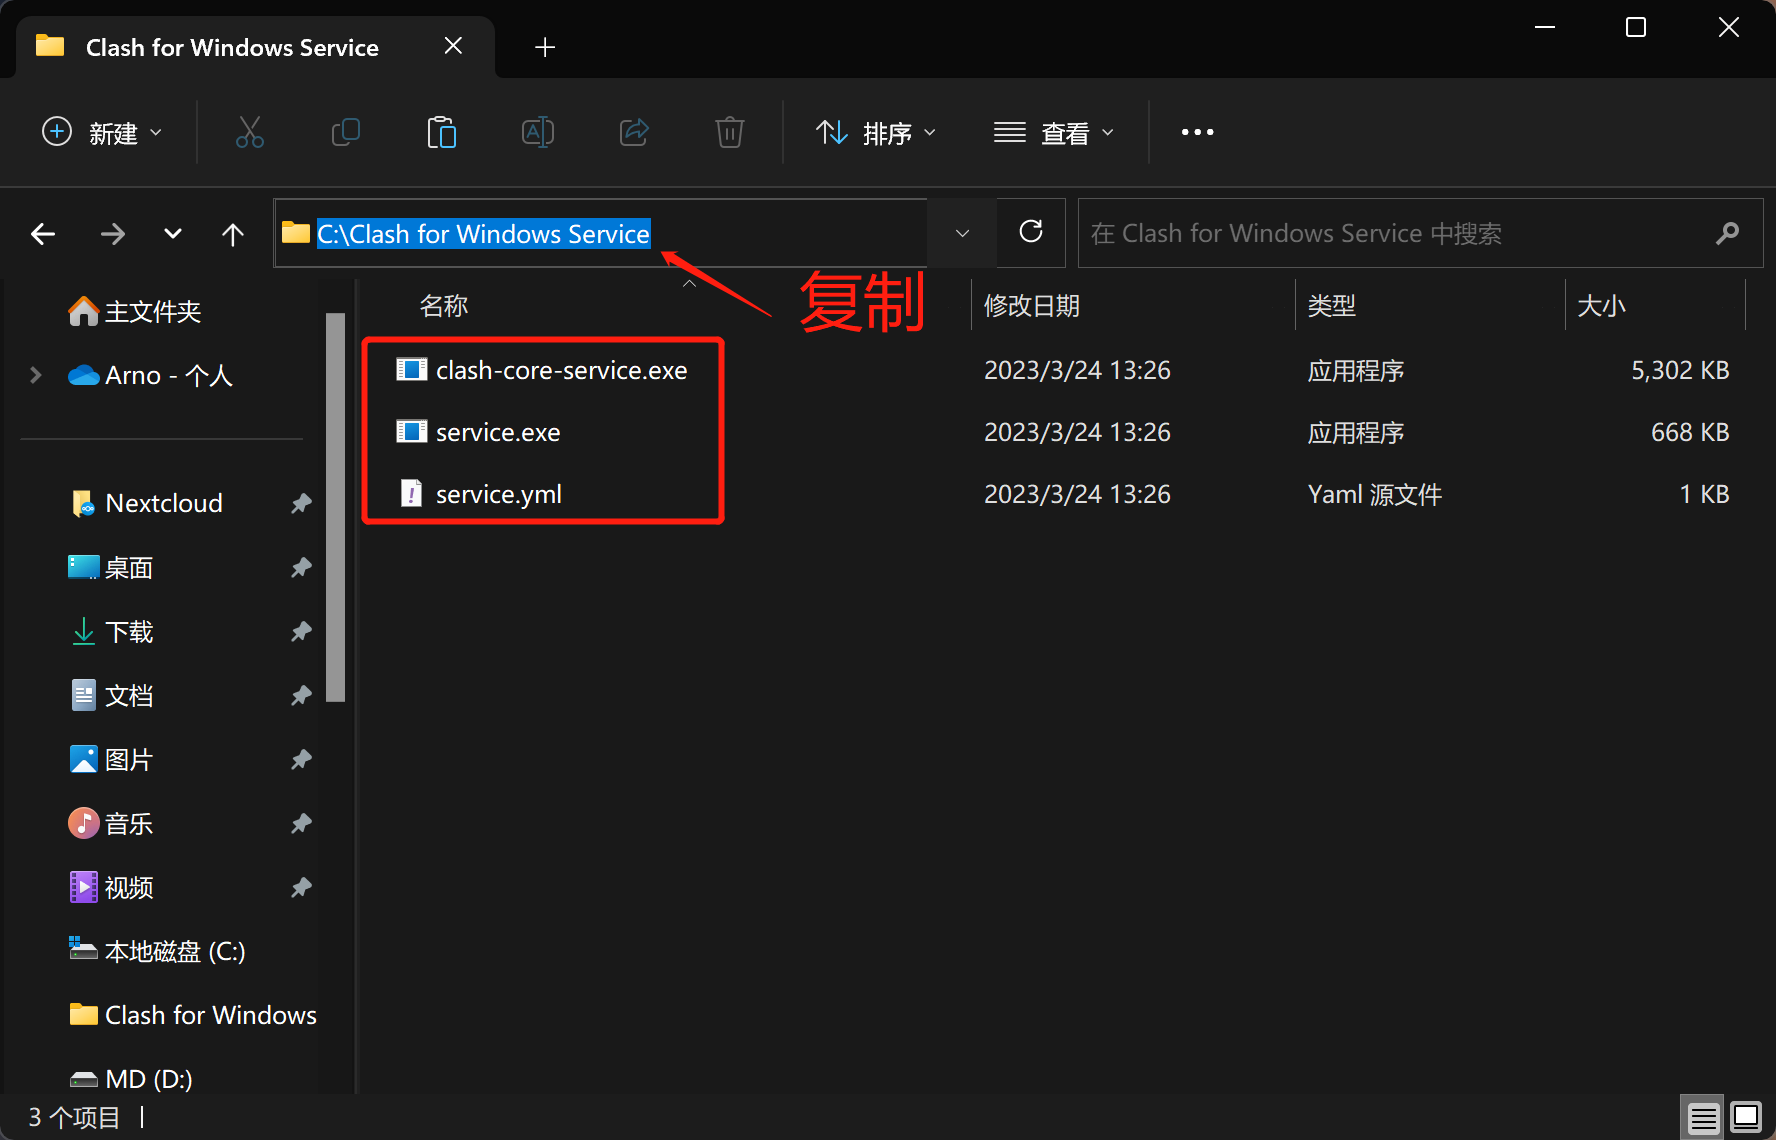 Clash for Windows Service
新建
排序
查看
C:\Clash for Windows Service
在 Clash for Windows Service 中搜索
复制
名称
修改日期
类型
大小
clash-core-service.exe
2023/3/24 13:26
应用程序
5,302 KB
service.exe
2023/3/24 13:26
应用程序
668 KB
service.yml
2023/3/24 13:26
Yaml 源文件
1 KB
主文件夹
Arno - 个人
Nextcloud
桌面
下载
文档
图片
音乐
视频
本地磁盘 (C:)
Clash for Windows
MD (D:)
3 个项目